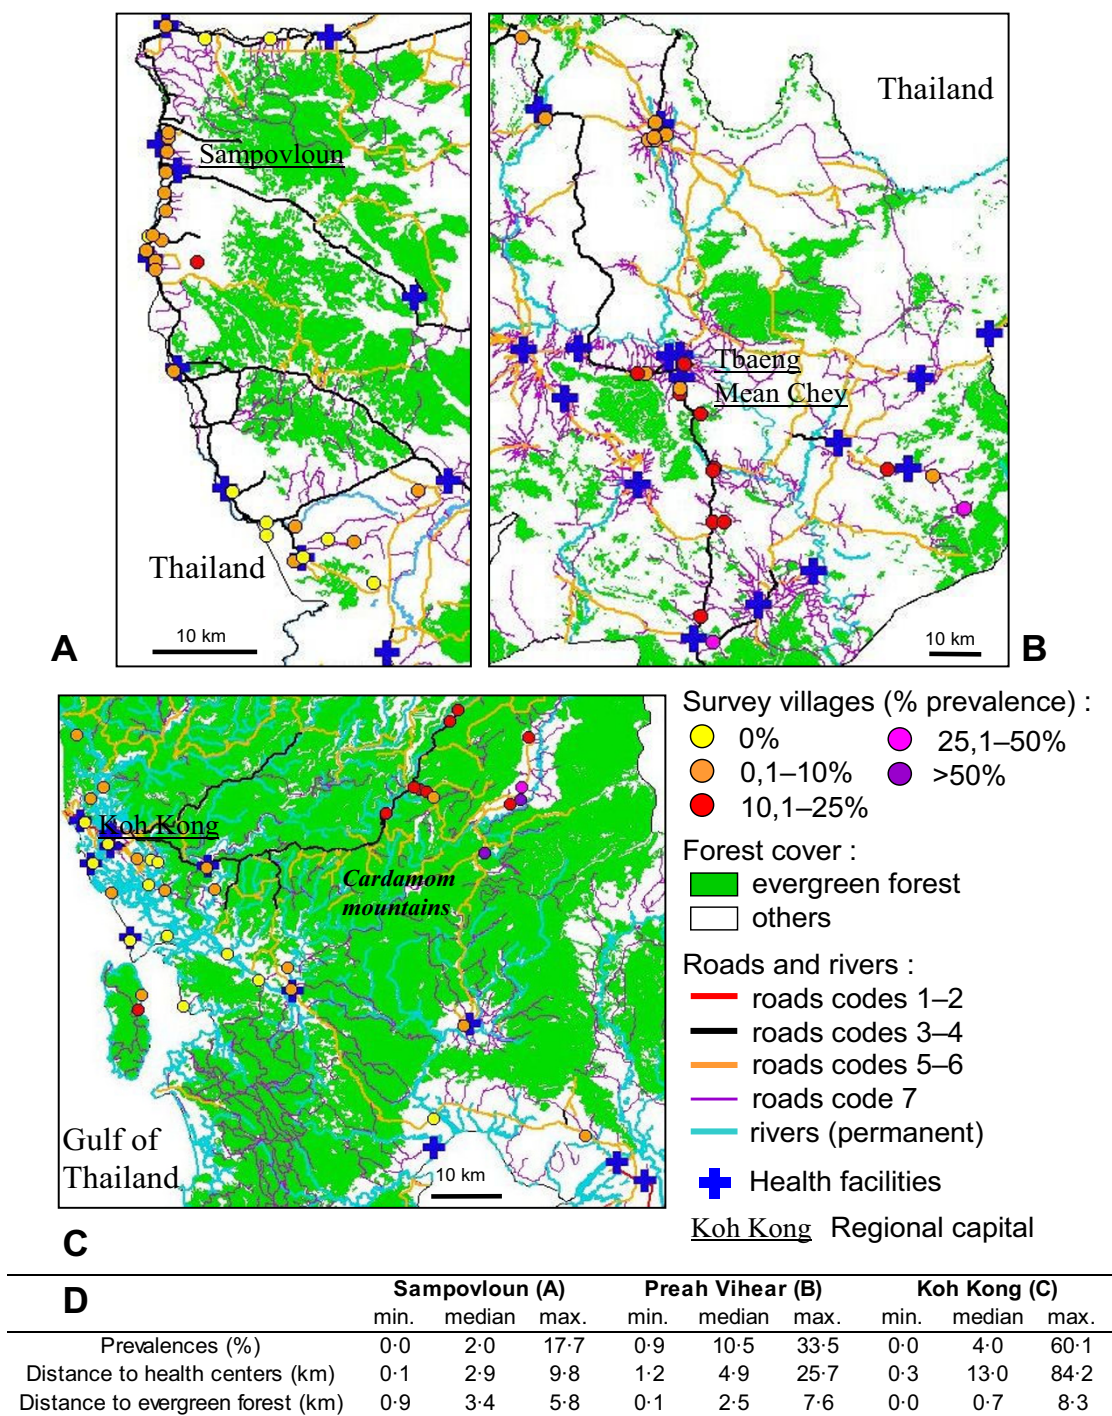 Sampovloun
Thailand
10 km
A
Thailand
Tbaeng
Mean Chey
10 km
B
Koh Kong
Cardamom
mountains
Gulf of
Thailand
10 km
C
Survey villages (% prevalence) :
0%
25,1–50%
0,1–10%
>50%
10,1–25%
Forest cover :
evergreen forest
others
Roads and rivers :
roads codes 1–2
roads codes 3–4
roads codes 5–6
roads code 7
rivers (permanent)
Health facilities
Koh Kong Regional capital
D Sampovloun (A) Preah Vihear (B) Koh Kong (C)
min. median max. min. median max. min. median max.
Prevalences (%) 0·0 2·0 17·7 0·9 10·5 33·5 0·0 4·0 60·1
Distance to health centers (km) 0·1 2·9 9·8 1·2 4·9 25·7 0·3 13·0 84·2
Distance to evergreen forest (km) 0·9 3·4 5·8 0·1 2·5 7·6 0·0 0·7 8·3